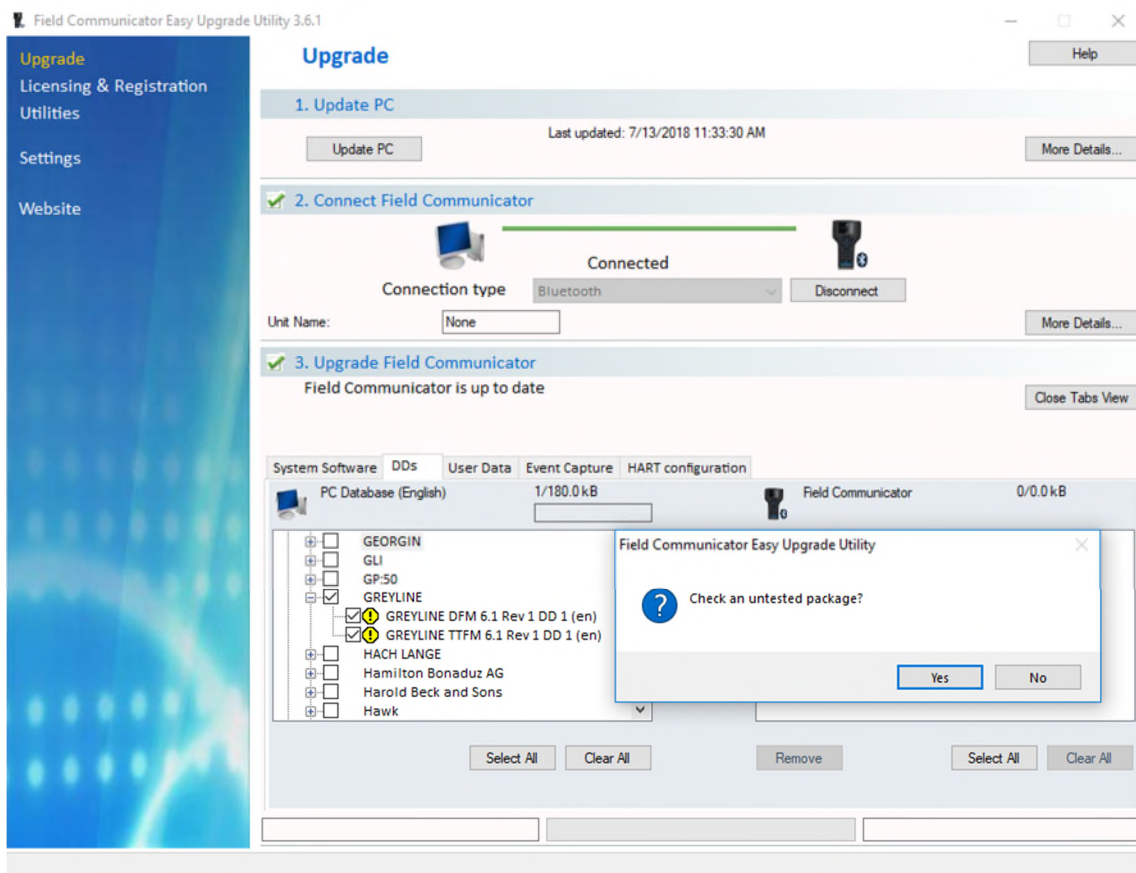 Field Communicator Easy Upgrade Utility 3.6.1
Upgrade
Licensing & Registration
Utilities
Settings
Website
Upgrade
Help
1. Update PC
Update PC
Last updated: 7/13/2018 11:33:30 AM
More Details...
2. Connect Field Communicator
Connected
Connection type
Bluetooth
Disconnect
Unit Name:
None
More Details...
3. Upgrade Field Communicator
Field Communicator is up to date
Close Tabs View
System Software
DDs
User Data
Event Capture
HART configuration
PC Database (English)
1/180.0 kB
Field Communicator
0/0.0 kB
GEORGIN
GLI
GP:50
GREYLINE
GREYLINE DFM 6.1 Rev 1 DD 1 (en)
GREYLINE TTFM 6.1 Rev 1 DD 1 (en)
HACH LANGE
Hamilton Bonaduz AG
Harold Beck and Sons
Hawk
Field Communicator Easy Upgrade Utility
Check an untested package?
Yes
No
Select All
Clear All
Remove
Select All
Clear All